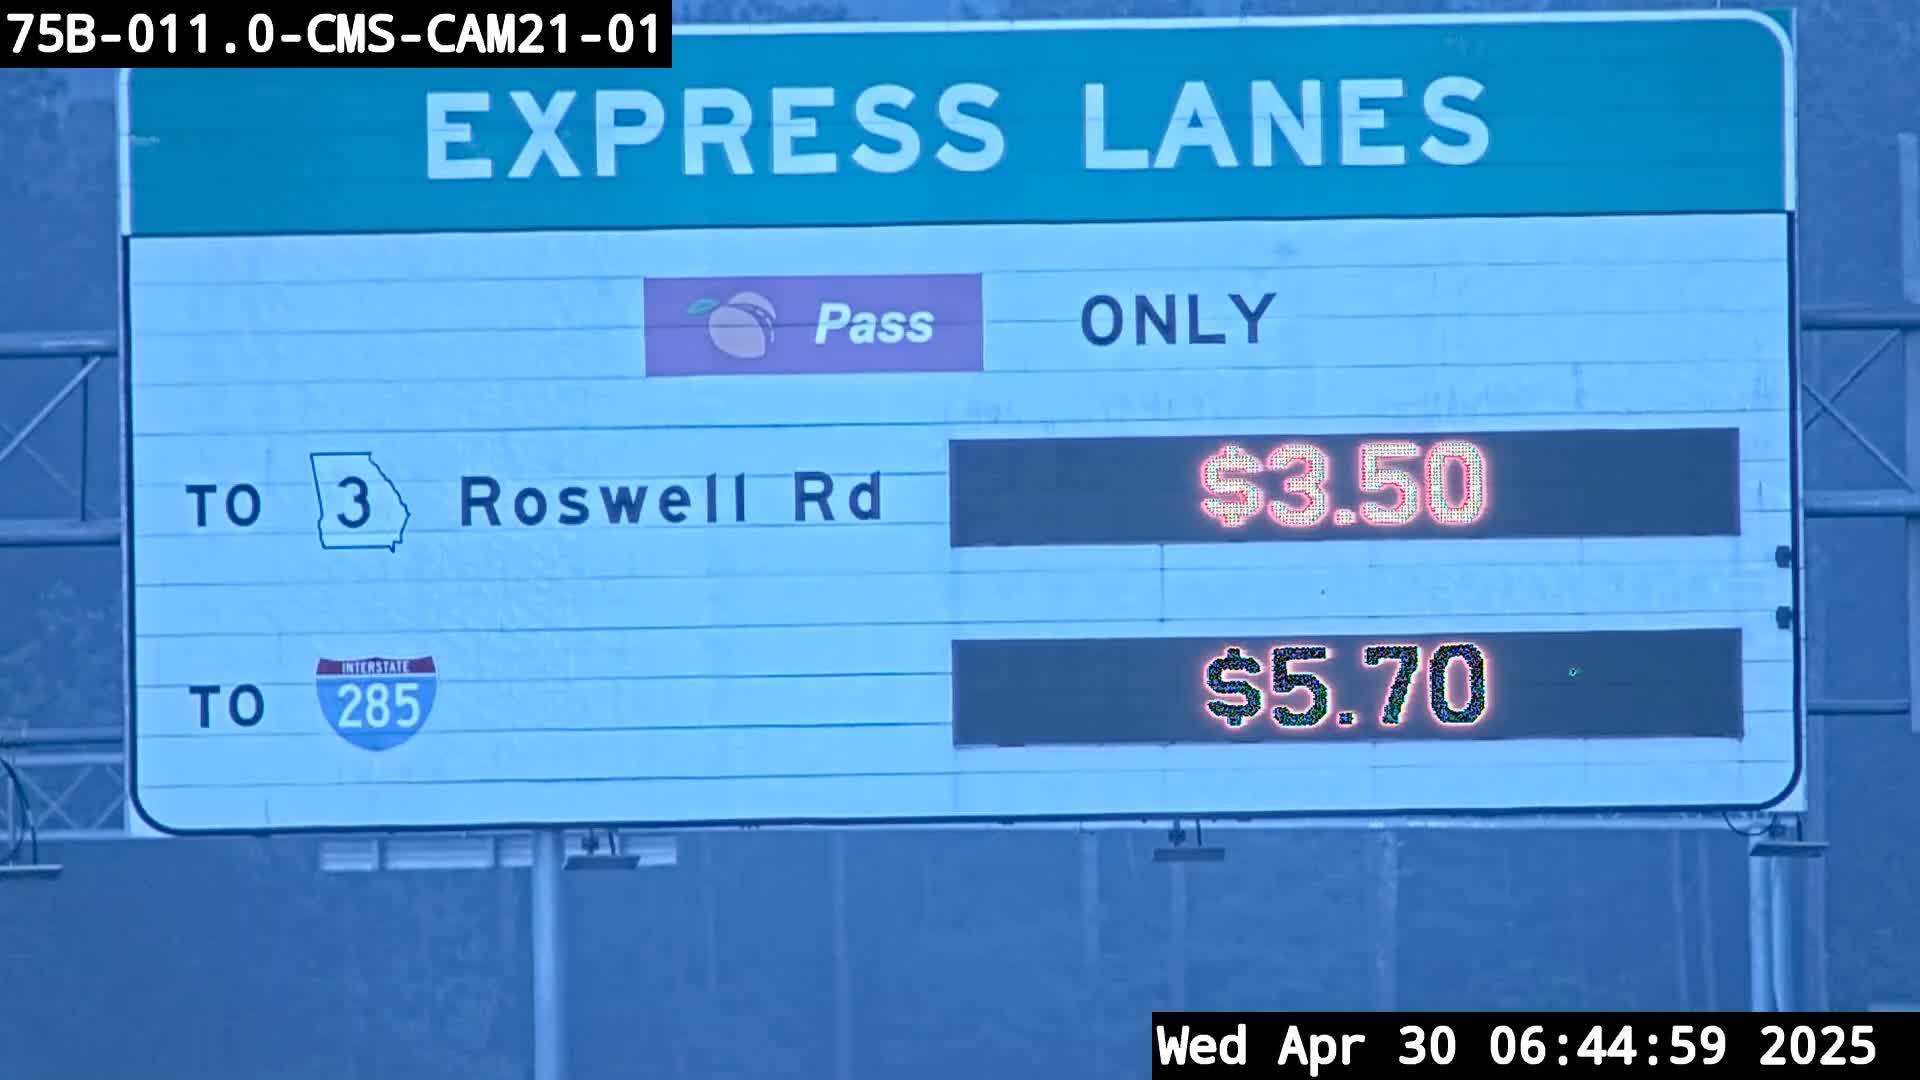 75B-011.0-CMS-CAM21-01
EXPRESS LANES
Pass ONLY
TO 3 Roswell Rd $3.50
TO INTERSTATE 285 $5.70
Wed Apr 30 06:44:59 2025